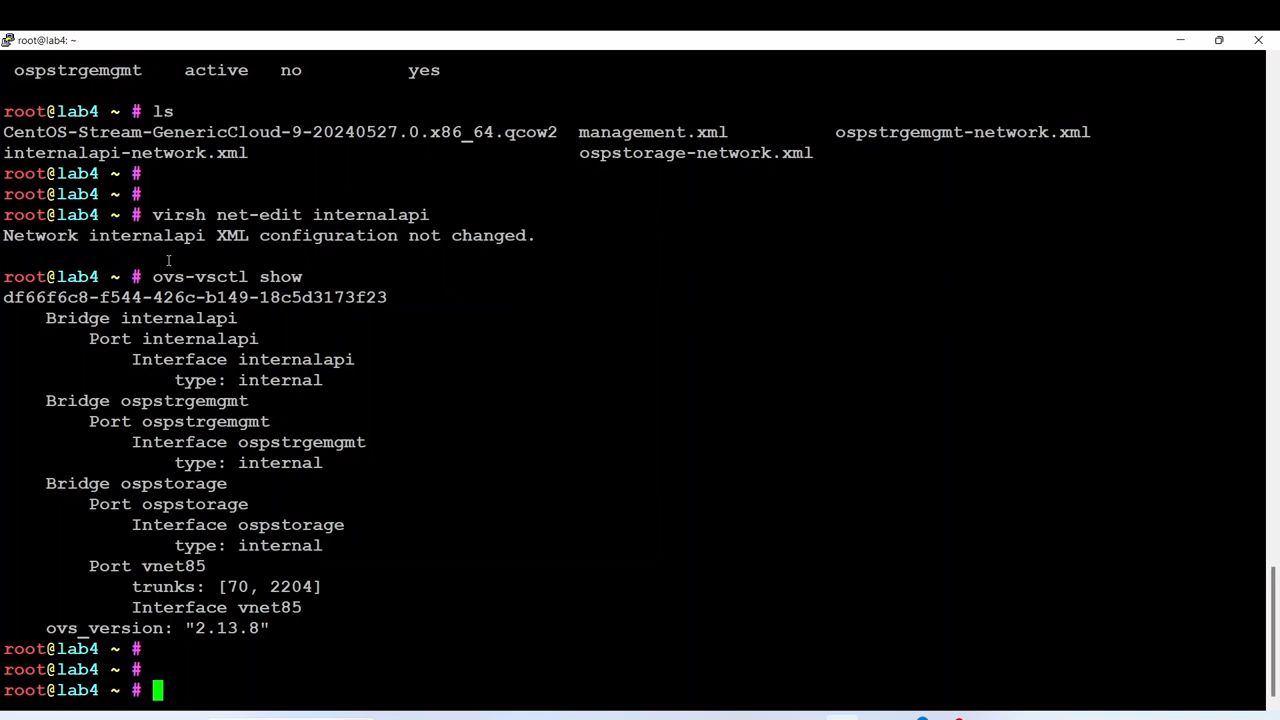 root@lab4: ~
ospstrgemgmt    active   no          yes
root@lab4 ~ # ls
CentOS-Stream-GenericCloud-9-20240527.0.x86_64.qcow2  management.xml          ospstrgemgmt-network.xml
internalapi-network.xml                               ospstorage-network.xml
root@lab4 ~ #
root@lab4 ~ #
root@lab4 ~ # virsh net-edit internalapi
Network internalapi XML configuration not changed.
root@lab4 ~ # ovs-vsctl show
df66f6c8-f544-426c-b149-18c5d3173f23
    Bridge internalapi
        Port internalapi
            Interface internalapi
                type: internal
    Bridge ospstrgemgmt
        Port ospstrgemgmt
            Interface ospstrgemgmt
                type: internal
    Bridge ospstorage
        Port ospstorage
            Interface ospstorage
                type: internal
        Port vnet85
            trunks: [70, 2204]
            Interface vnet85
    ovs_version: "2.13.8"
root@lab4 ~ #
root@lab4 ~ #
root@lab4 ~ #